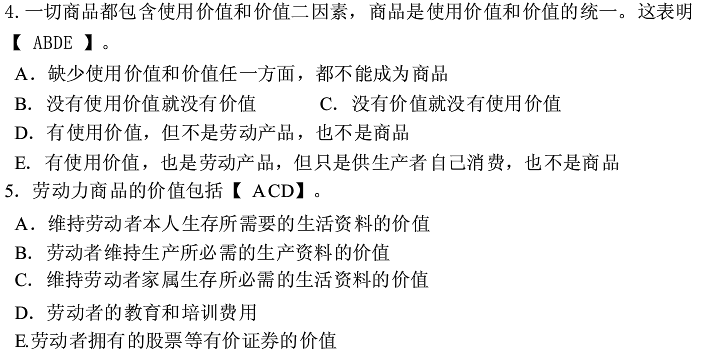 4. 一切商品都包含使用价值和价值二因素，商品是使用价值和价值的统一。这表明
【 ABDE 】。
A．缺少使用价值和价值任一方面，都不能成为商品
B．没有使用价值就没有价值 C．没有价值就没有使用价值
D．有使用价值，但不是劳动产品，也不是商品
E．有使用价值，也是劳动产品，但只是供生产者自己消费，也不是商品
5．劳动力商品的价值包括【 ACD】。
A．维持劳动者本人生存所需要的生活资料的价值
B．劳动者维持生产所必需的生产资料的价值
C．维持劳动者家属生存所必需的生活资料的价值
D．劳动者的教育和培训费用
E.劳动者拥有的股票等有价证券的价值